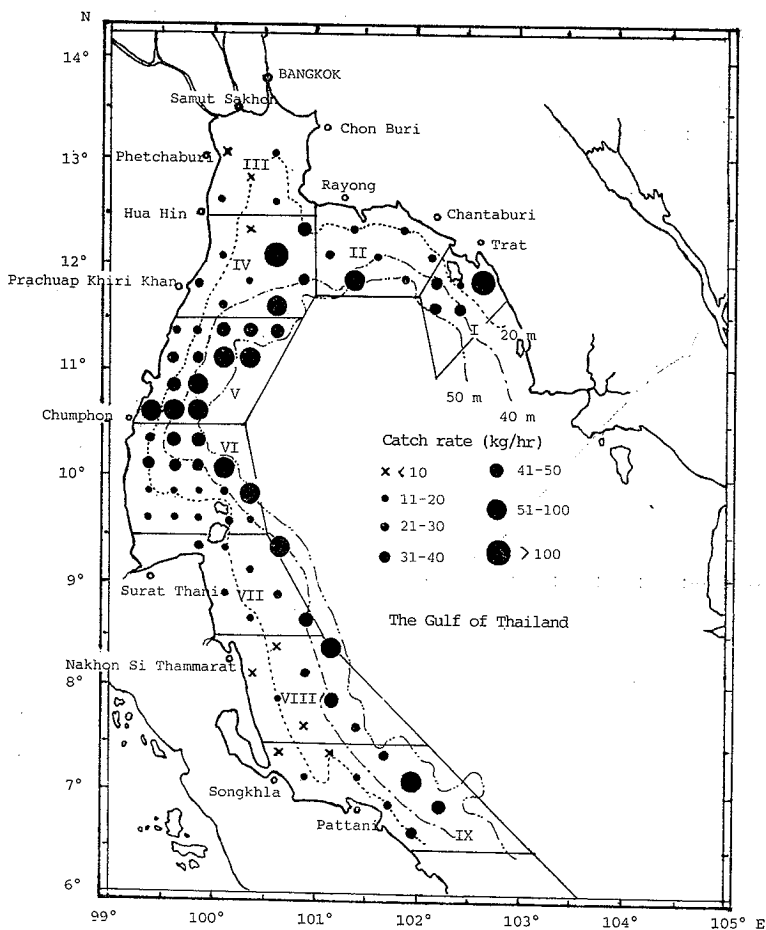 N
14°
BANGKOK
Samut Sakhon
Chon Buri
13°
Phetchaburi
III
Rayong
Hua Hin
Chantaburi
Trat
12°
II
IV
Prachuap Khiri Khan
I
20 m
11°
V
50 m
40 m
Chumphon
VI
Catch rate (kg/hr)
10°
x <10
41-50
11-20
51-100
21-30
31-40
>100
9°
Surat Thani
VII
The Gulf of Thailand
Nakhon Si Thammarat
8°
VIII
7°
Songkhla
Pattani
IX
6°
99° 100° 101° 102° 103° 104° 105° E